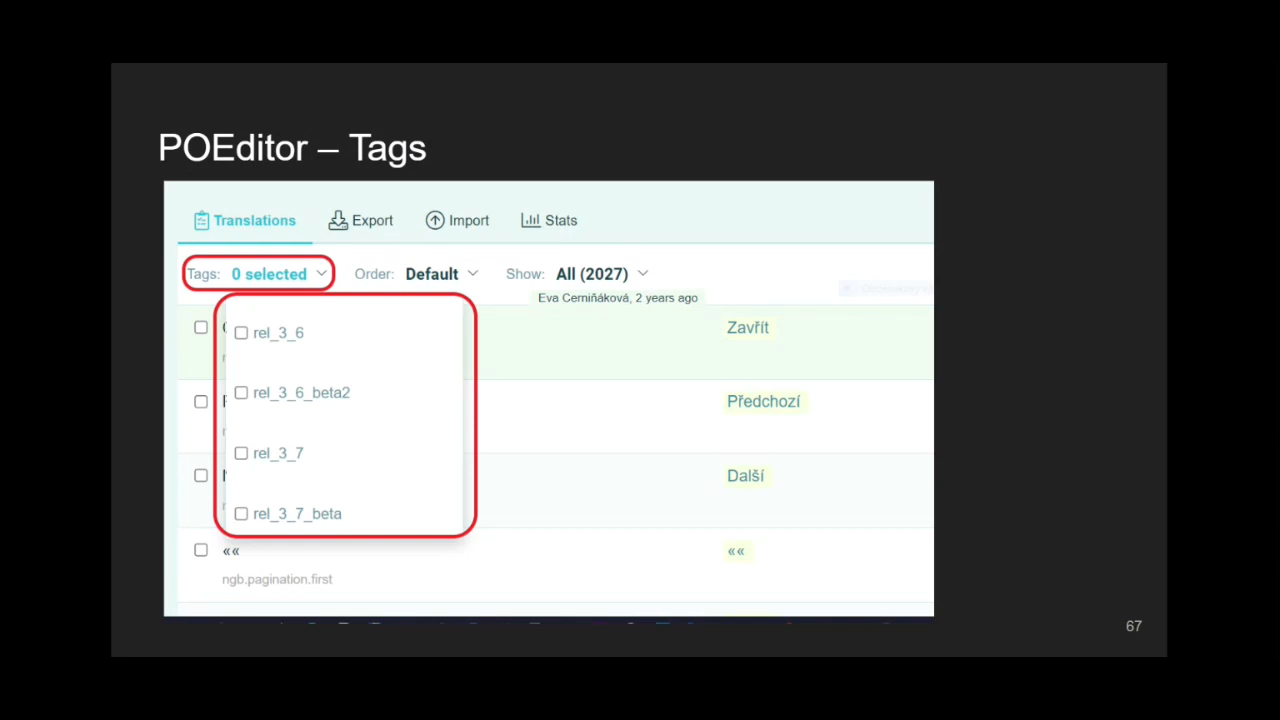 POEditor – Tags
Translations Export Import Stats
Tags: 0 selected Order: Default Show: All (2027)
Eva Cerniňáková, 2 years ago
rel_3_6
Zavřít
rel_3_6_beta2
Předchozí
rel_3_7
Další
rel_3_7_beta
«« ««
ngb.pagination.first
67